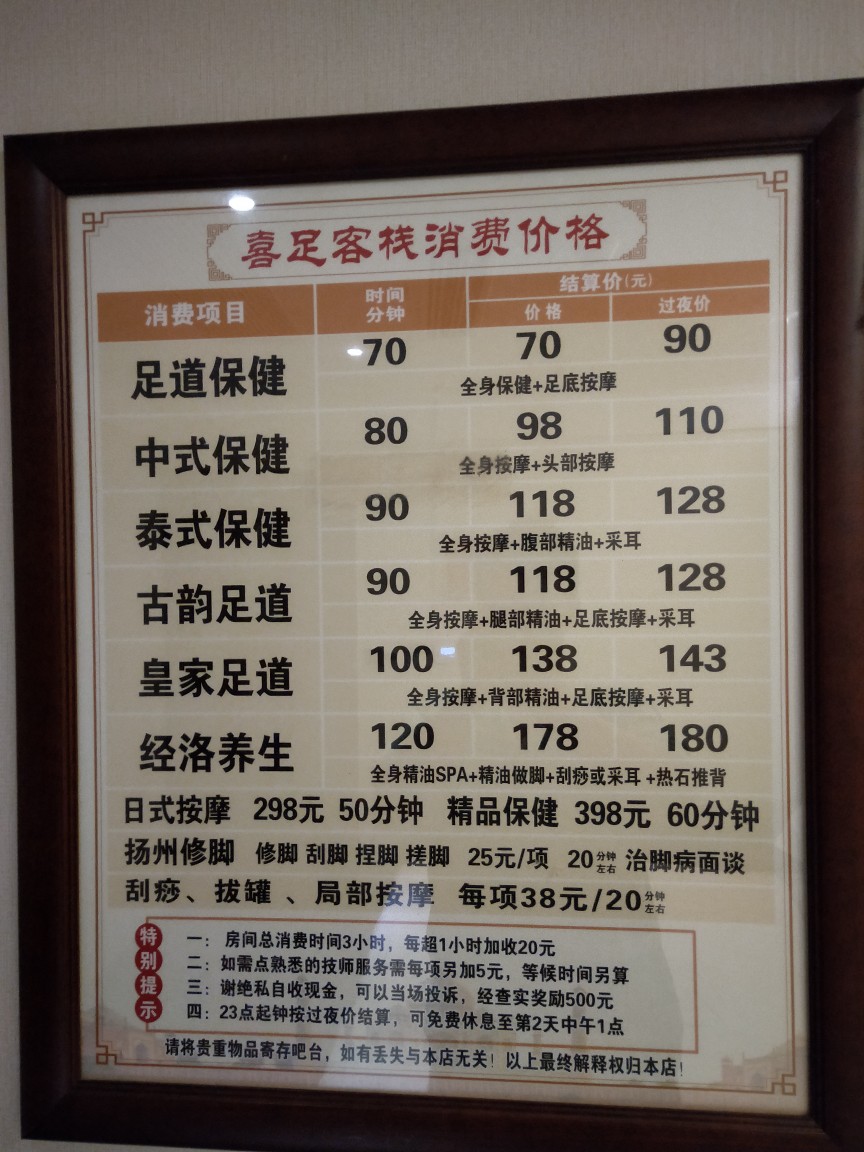 喜足客栈消费价格
消费项目 时间分钟 结算价(元)
价格 过夜价
足道保健 70 70 90
全身保健+足底按摩
中式保健 80 98 110
全身按摩+头部按摩
泰式保健 90 118 128
全身按摩+腹部精油+采耳
古韵足道 90 118 128
全身按摩+腿部精油+足底按摩+采耳
皇家足道 100 138 143
全身按摩+背部精油+足底按摩+采耳
经洛养生 120 178 180
全身精油SPA+精油做脚+刮痧或采耳+热石推背
日式按摩 298元 50分钟 精品保健 398元 60分钟
扬州修脚 修脚 刮脚 捏脚 搓脚 25元/项 20分钟左右 治脚病面谈
刮痧、拔罐、局部按摩 每项38元/20分钟左右
特别提示
一：房间总消费时间3小时，每超1小时加收20元
二：如需点熟悉的技师服务需每项另加5元，等候时间另算
三：谢绝私自收现金，可以当场投诉，经查实奖励500元
四：23点起钟按过夜价结算，可免费休息至第2天中午1点
请将贵重物品寄存吧台，如有丢失与本店无关！以上最终解释权归本店！